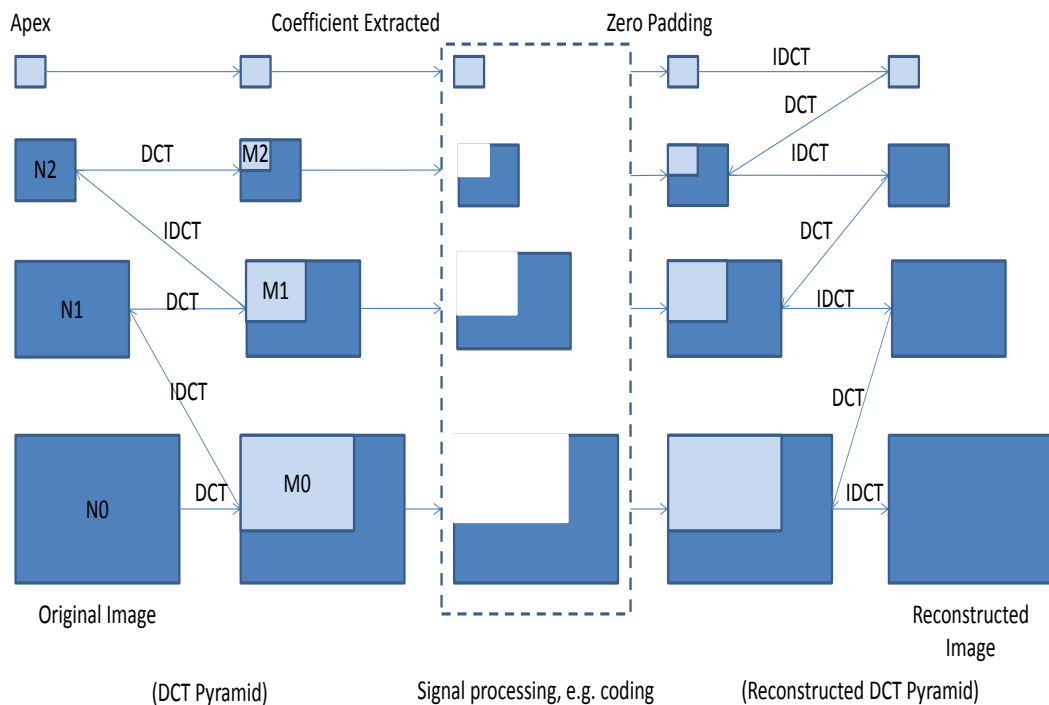 Apex Coefficient Extracted Zero Padding
IDCT
DCT
N2 DCT M2 IDCT
IDCT DCT
N1 DCT M1 IDCT
IDCT DCT
N0 DCT M0 IDCT
Original Image Reconstructed
Image
(DCT Pyramid) Signal processing, e.g. coding (Reconstructed DCT Pyramid)